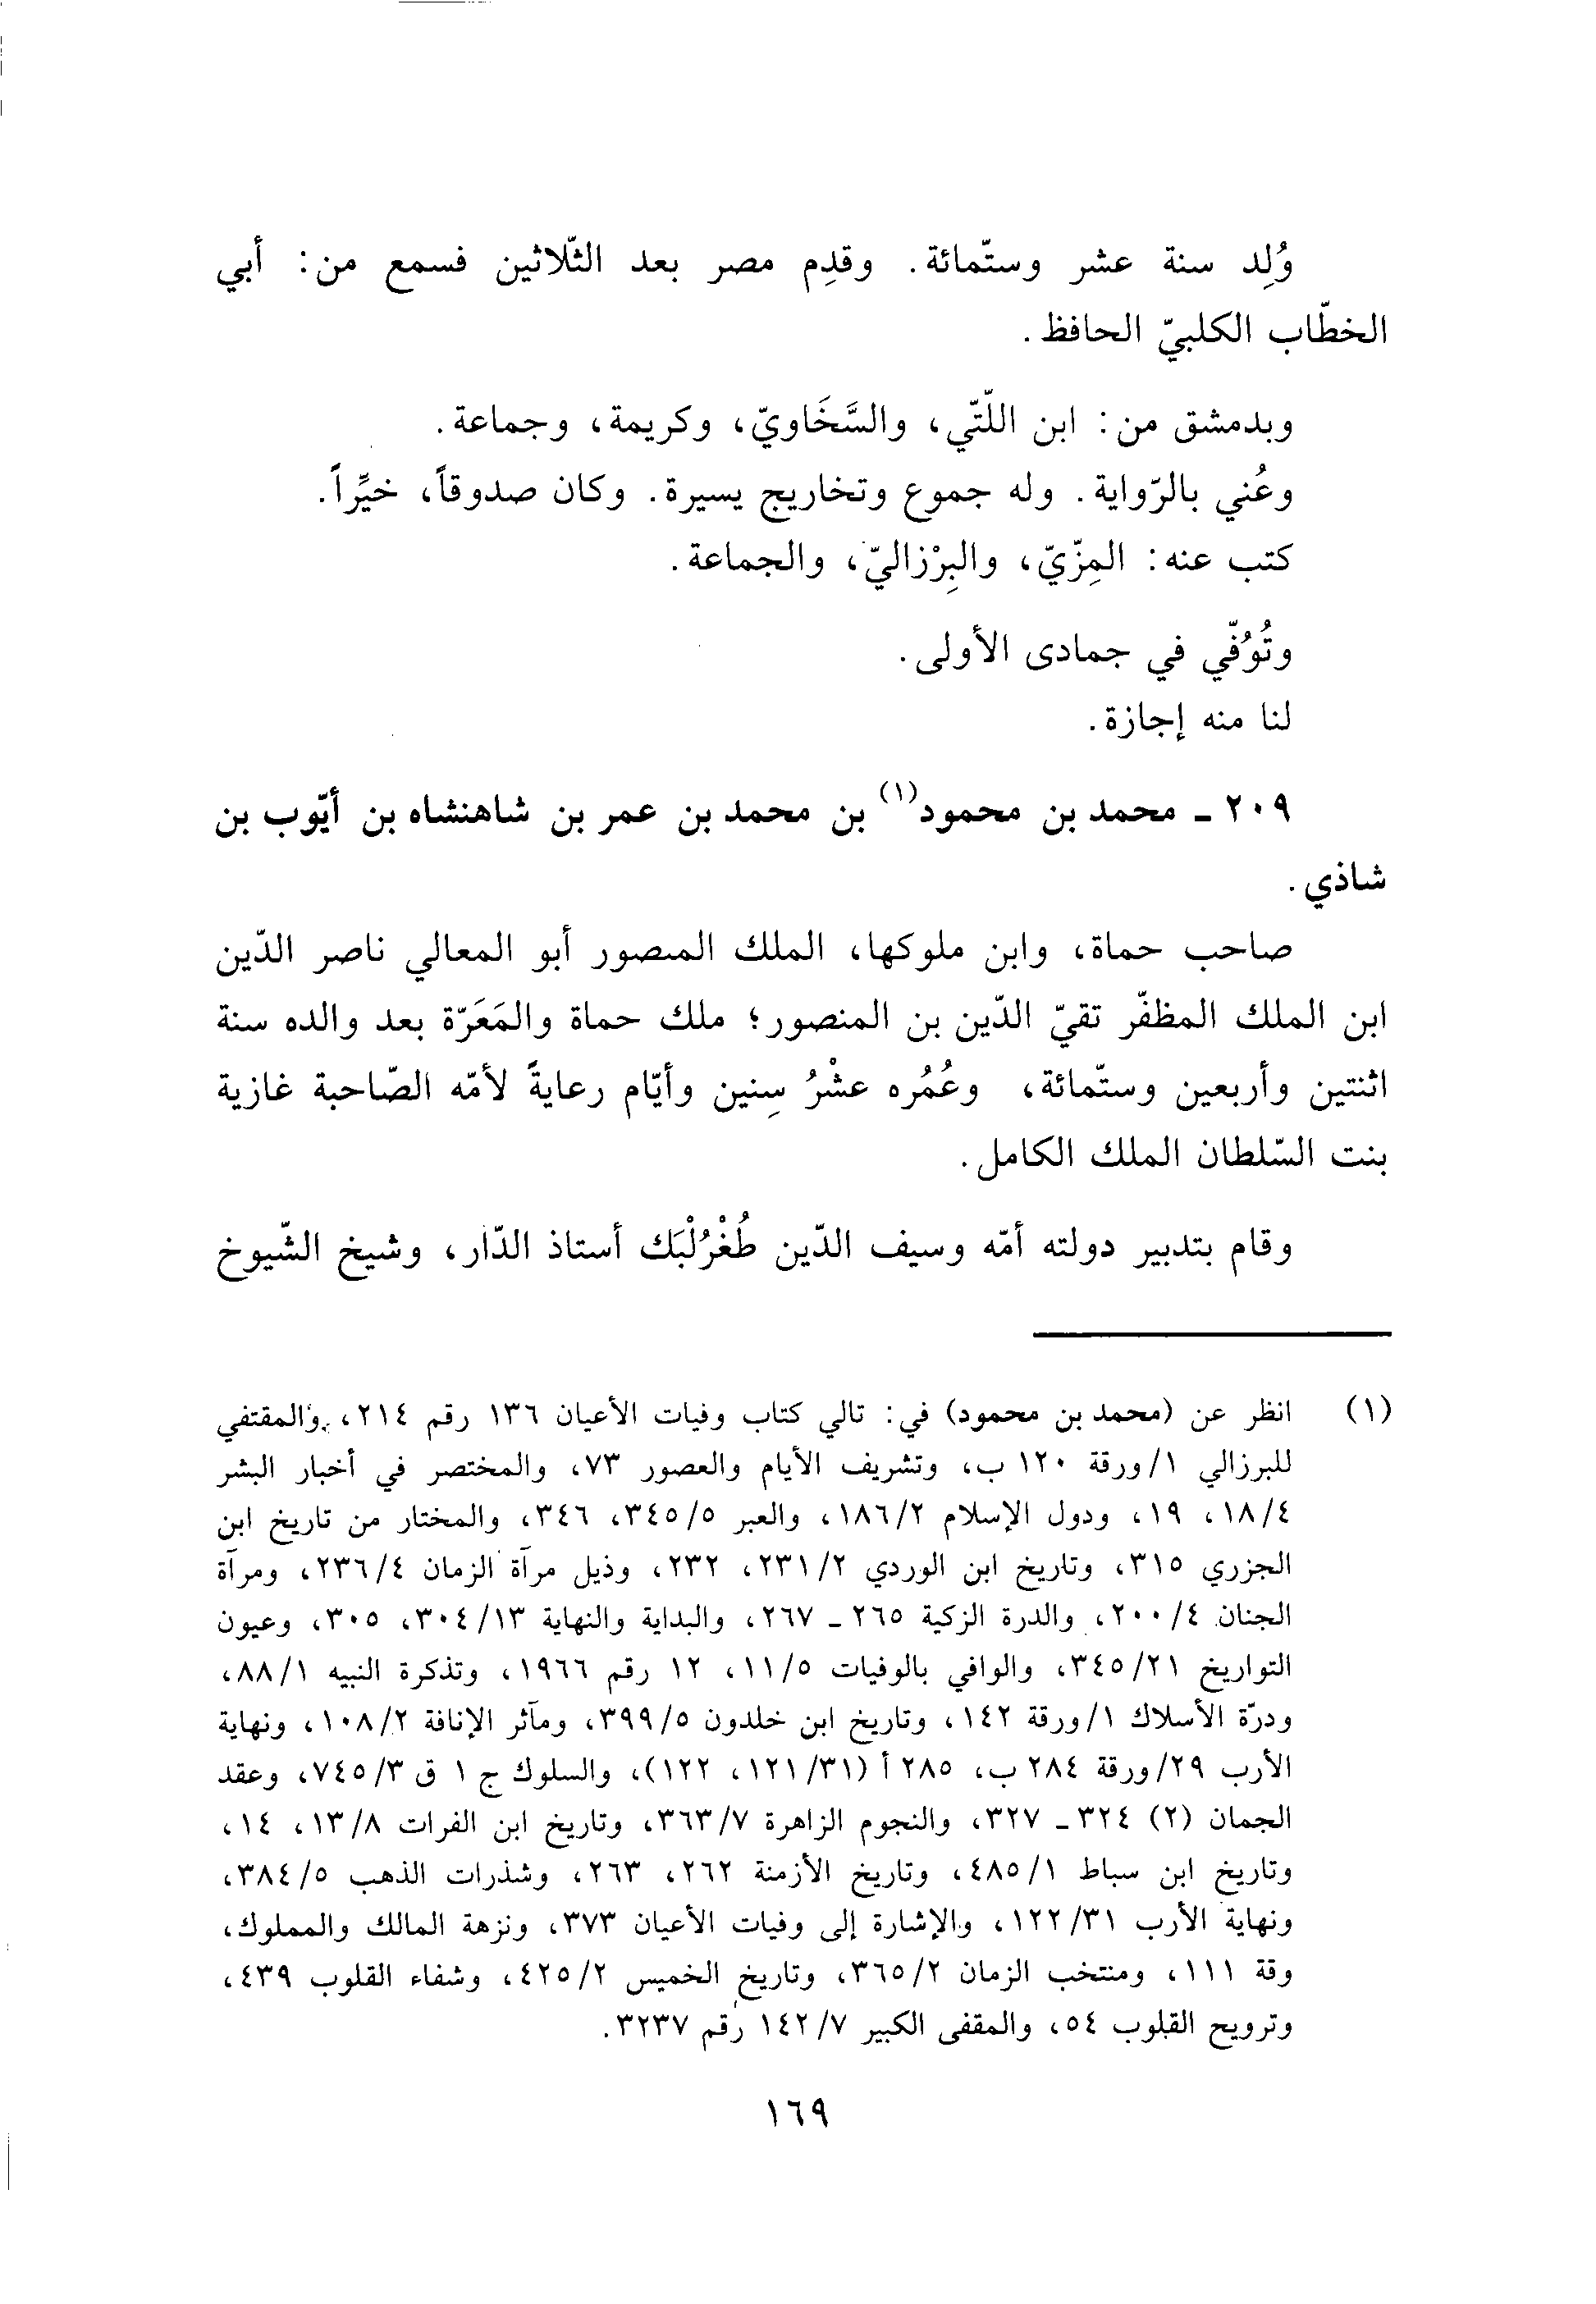 وُلِد سنة عشر وستّمائة. وقدِم مصر بعد الثّلاثين فسمع من: أبي
الخطّاب الكلبيّ الحافظ.
وبدمشق من: ابن اللّتّي، والسَّخَاويّ، وكريمة، وجماعة.
وعُني بالرّواية. وله جموع وتخاريج يسيرة. وكان صدوقاً، خيِّراً.
كتب عنه: المِزّيّ، والبِرْزاليّ، والجماعة.
وتُوُفّي في جمادى الأولى.
لنا منه إجازة.
٢٠٩ ـ محمد بن محمود(١) بن محمد بن عمر بن شاهنشاه بن أيّوب بن
شاذي.
صاحب حماة، وابن ملوكها، الملك المنصور أبو المعالي ناصر الدّين
ابن الملك المظفّر تقيّ الدّين بن المنصور؛ ملك حماة والمَعَرّة بعد والده سنة
اثنتين وأربعين وستّمائة، وعُمُره عشْرُ سِنين وأيّام رعايةً لأمّه الصّاحبة غازية
بنت السّلطان الملك الكامل.
وقام بتدبير دولته أمّه وسيف الدّين طُغْرُلْبَك أستاذ الدّار، وشيخ الشّيوخ
(١) انظر عن (محمد بن محمود) في: تالي كتاب وفيات الأعيان ١٣٦ رقم ٢١٤، والمقتفي
للبرزالي ١/ورقة ١٢٠ ب، وتشريف الأيام والعصور ٧٣، والمختصر في أخبار البشر
٤/١٨، ١٩، ودول الإسلام ٢/١٨٦، والعبر ٥/٣٤٥، ٣٤٦، والمختار من تاريخ ابن
الجزري ٣١٥، وتاريخ ابن الوردي ٢/٢٣١، ٢٣٢، وذيل مرآة الزمان ٤/٢٣٦، ومرآة
الجنان ٤/٢٠٠، والدرة الزكية ٢٦٥ ـ ٢٦٧، والبداية والنهاية ١٣/٣٠٤، ٣٠٥، وعيون
التواريخ ٢١/٣٤٥، والوافي بالوفيات ٥/١١، ١٢ رقم ١٩٦٦، وتذكرة النبيه ١/٨٨،
ودرّة الأسلاك ١/ورقة ١٤٢، وتاريخ ابن خلدون ٥/٣٩٩، ومآثر الإنافة ٢/١٠٨، ونهاية
الأرب ٢٩/ورقة ٢٨٤ ب، ٢٨٥ أ (٣١/١٢١، ١٢٢)، والسلوك ج ١ ق ٣/٧٤٥، وعقد
الجمان (٢) ٣٢٤ ـ ٣٢٧، والنجوم الزاهرة ٧/٣٦٣، وتاريخ ابن الفرات ٨/١٣، ١٤،
وتاريخ ابن سباط ١/٤٨٥، وتاريخ الأزمنة ٢٦٢، ٢٦٣، وشذرات الذهب ٥/٣٨٤،
ونهاية الأرب ٣١/١٢٢، والإشارة إلى وفيات الأعيان ٣٧٣، ونزهة المالك والمملوك،
وقة ١١١، ومنتخب الزمان ٢/٣٦٥، وتاريخ الخميس ٢/٤٢٥، وشفاء القلوب ٤٣٩،
وترويح القلوب ٥٤، والمقفى الكبير ٧/١٤٢ رقم ٣٢٣٧.
١٦٩